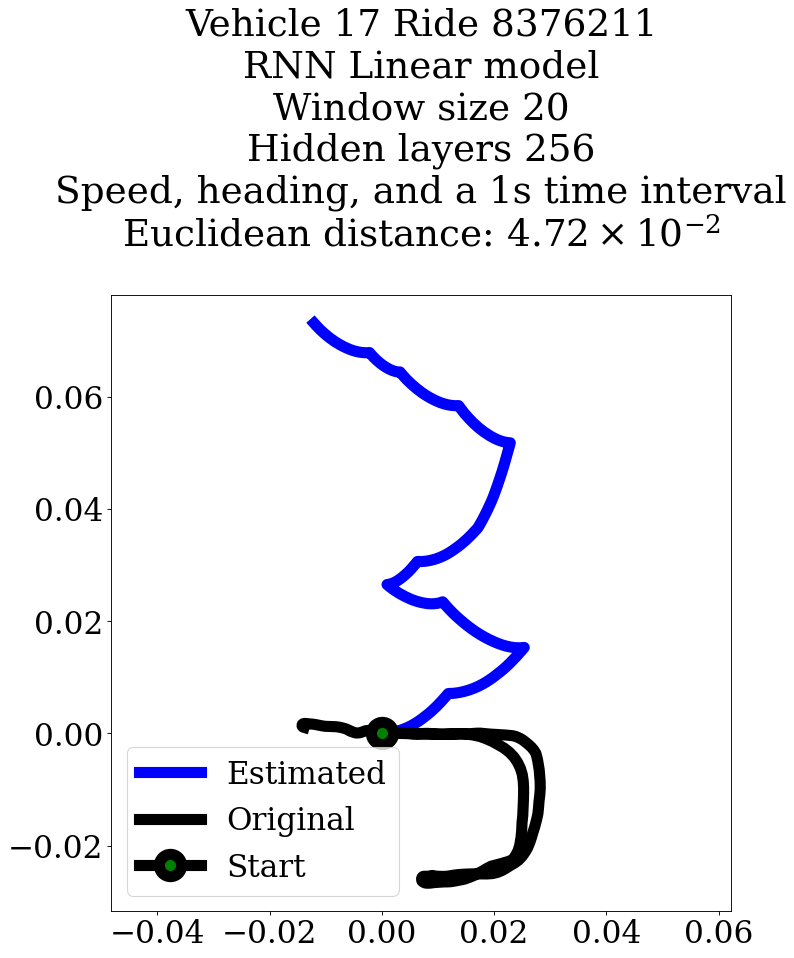 Vehicle 17 Ride 8376211
RNN Linear model
Window size 20
Hidden layers 256
Speed, heading, and a 1s time interval
Euclidean distance: 4.72 × 10⁻²
0.06
0.04
0.02
0.00
−0.02
Estimated
Original
Start
−0.04 −0.02 0.00 0.02 0.04 0.06